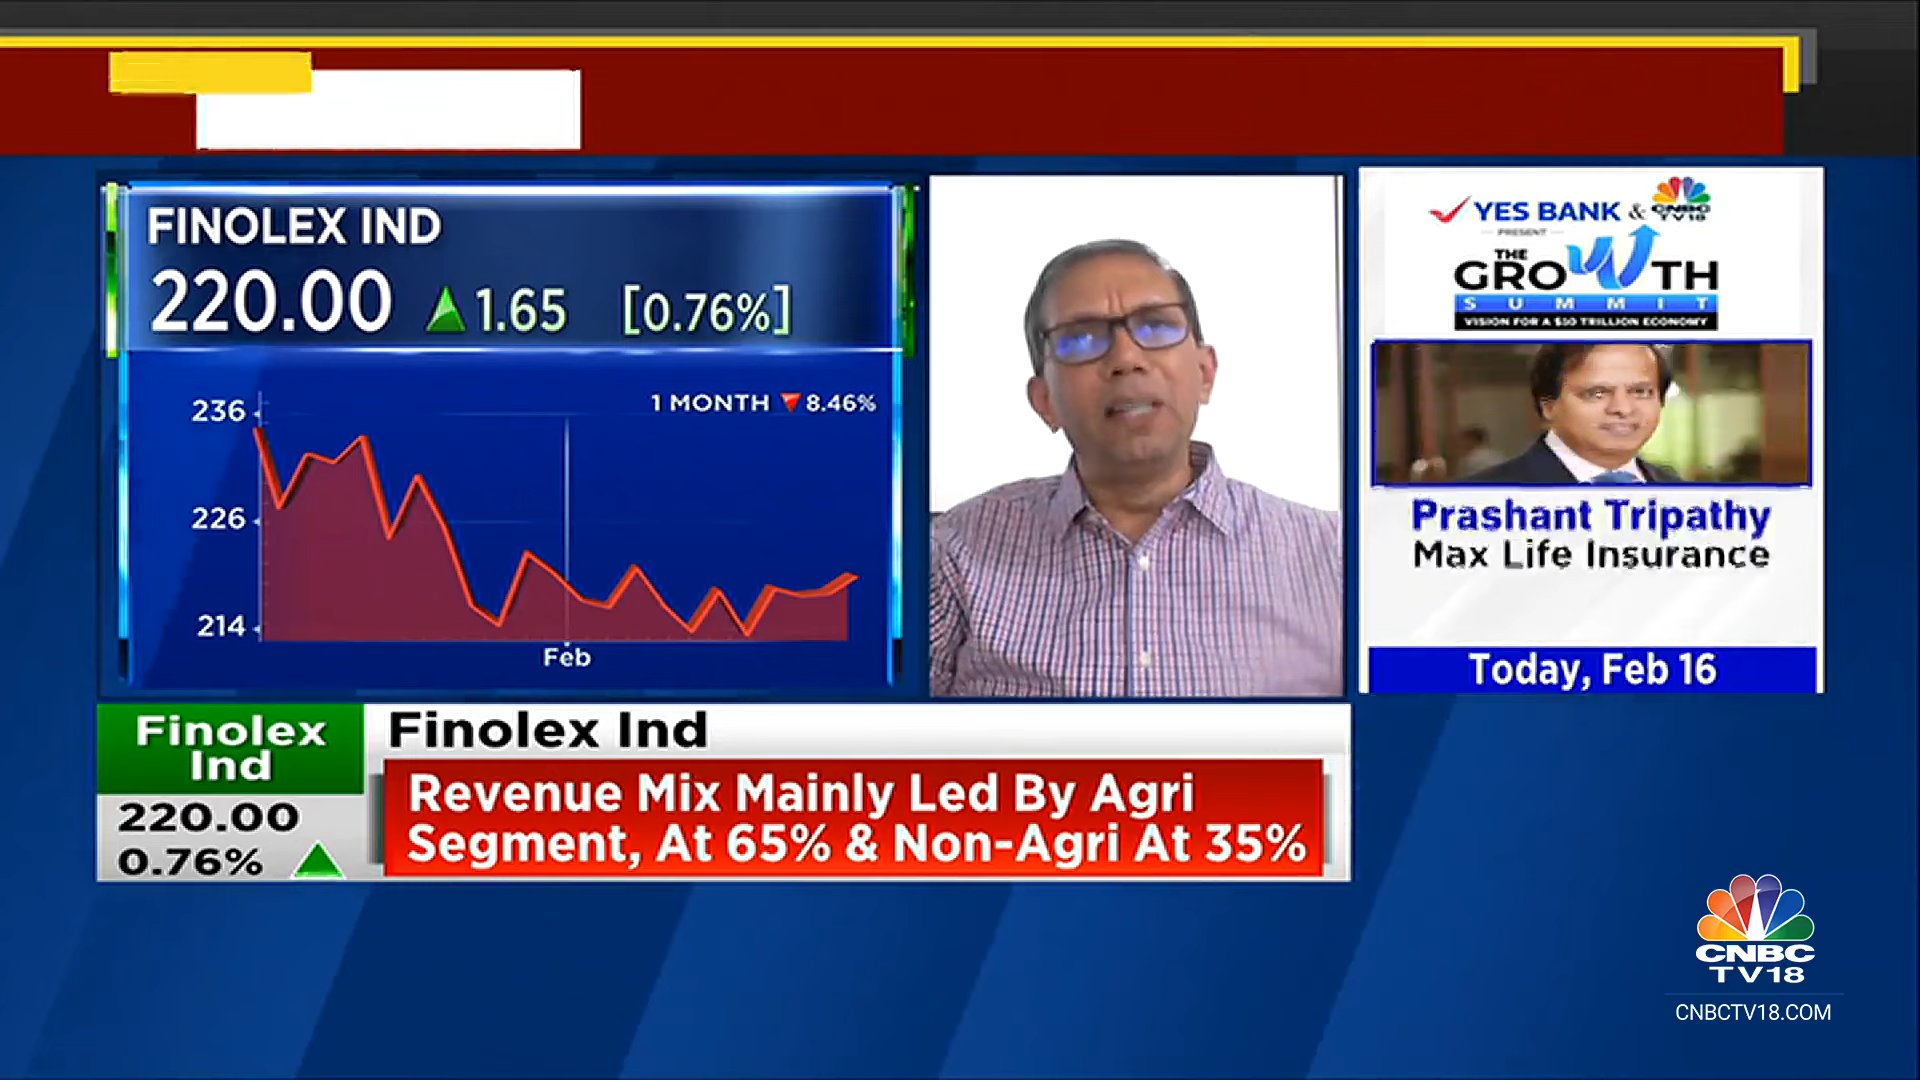 FINOLEX IND
220.00 ▲ 1.65 [0.76%]
1 MONTH ▼ 8.46%
236
226
214
Feb
YES BANK & CNBC TV18
PRESENT
THE
GROWTH
SUMMIT
VISION FOR A $10 TRILLION ECONOMY
Prashant Tripathy
Max Life Insurance
Today, Feb 16
Finolex
Ind
220.00
0.76%
Finolex Ind
Revenue Mix Mainly Led By Agri
Segment, At 65% & Non-Agri At 35%
CNBC
TV18
CNBCTV18.COM